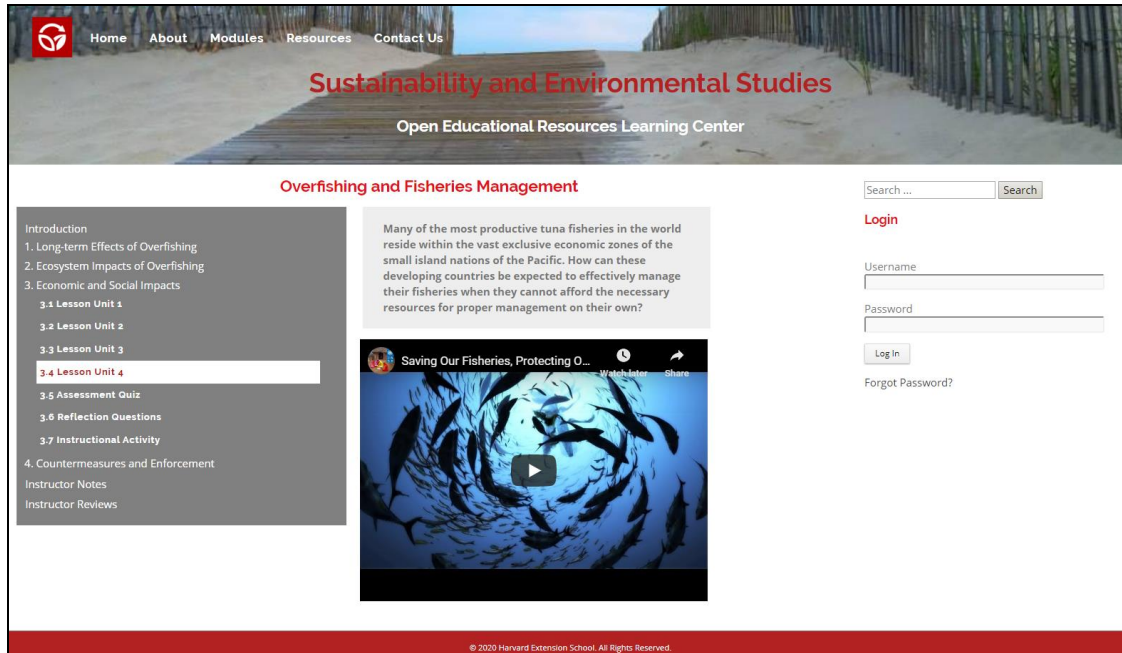 Home About Modules Resources Contact Us
Sustainability and Environmental Studies
Open Educational Resources Learning Center
Overfishing and Fisheries Management
Introduction
1. Long-term Effects of Overfishing
2. Ecosystem Impacts of Overfishing
3. Economic and Social Impacts
3.1 Lesson Unit 1
3.2 Lesson Unit 2
3.3 Lesson Unit 3
3.4 Lesson Unit 4
3.5 Assessment Quiz
3.6 Reflection Questions
3.7 Instructional Activity
4. Countermeasures and Enforcement
Instructor Notes
Instructor Reviews
Many of the most productive tuna fisheries in the world
reside within the vast exclusive economic zones of the
small island nations of the Pacific. How can these
developing countries be expected to effectively manage
their fisheries when they cannot afford the necessary
resources for proper management on their own?
Saving Our Fisheries, Protecting O...
Watch later Share
Search ... Search
Login
Username
Password
Log In
Forgot Password?
© 2020 Harvard Extension School. All Rights Reserved.